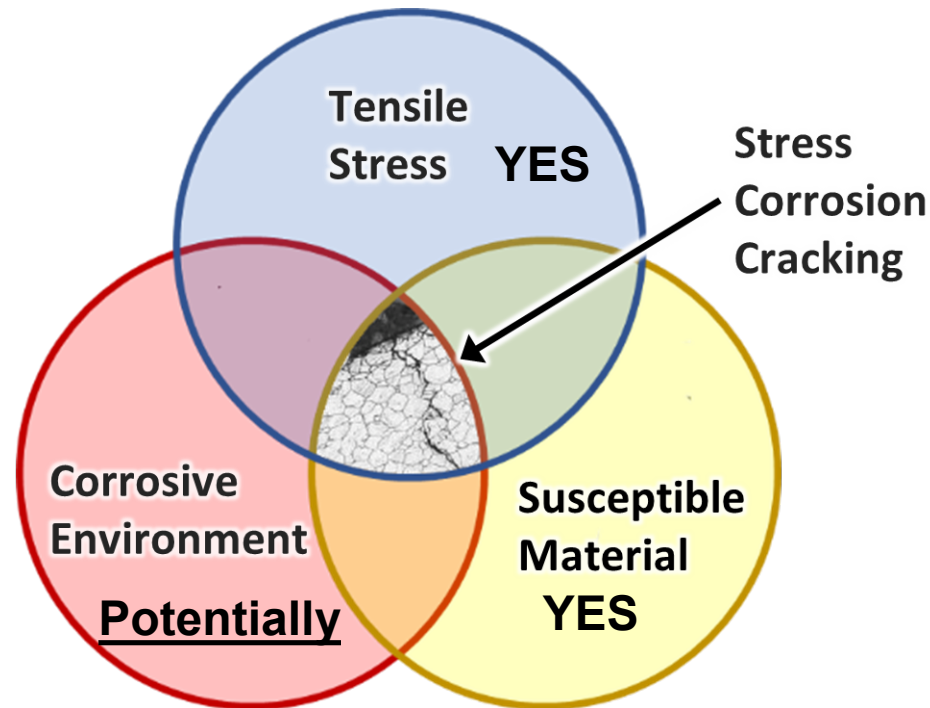 Tensile
Stress YES
Stress
Corrosion
Cracking
Corrosive
Environment
Potentially
Susceptible
Material
YES